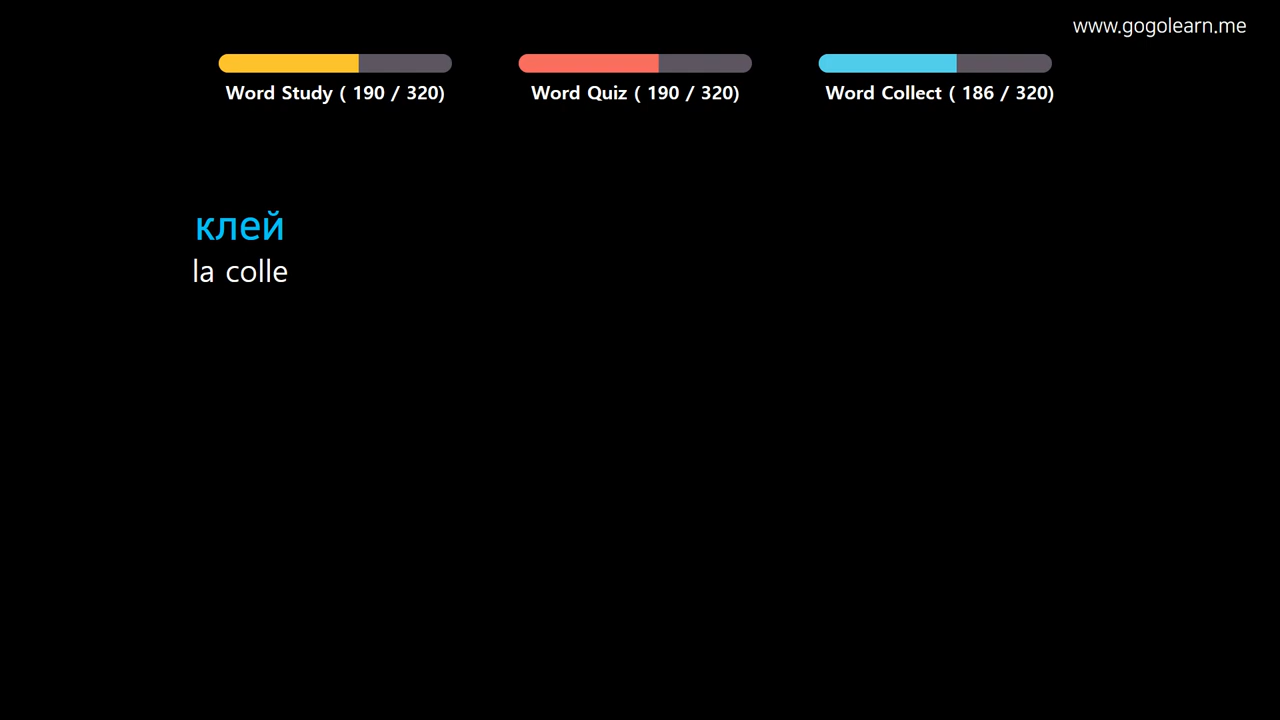 www.gogolearn.me
Word Study ( 190 / 320)
Word Quiz ( 190 / 320)
Word Collect ( 186 / 320)
клей
la colle